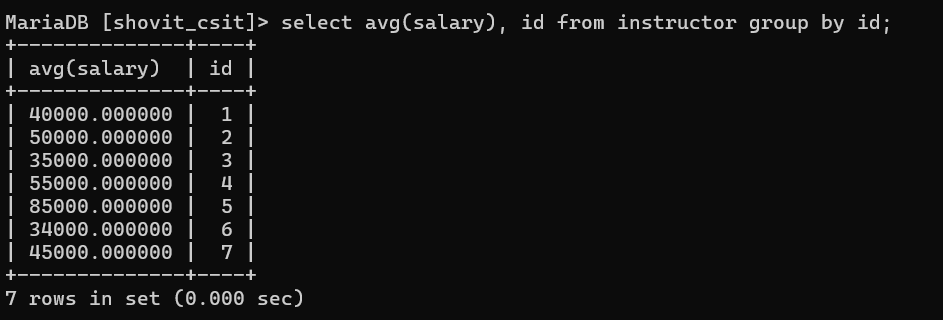 MariaDB [shovit_csit]> select avg(salary), id from instructor group by id;
+--------------+----+
| avg(salary)  | id |
+--------------+----+
| 40000.000000 |  1 |
| 50000.000000 |  2 |
| 35000.000000 |  3 |
| 55000.000000 |  4 |
| 85000.000000 |  5 |
| 34000.000000 |  6 |
| 45000.000000 |  7 |
+--------------+----+
7 rows in set (0.000 sec)